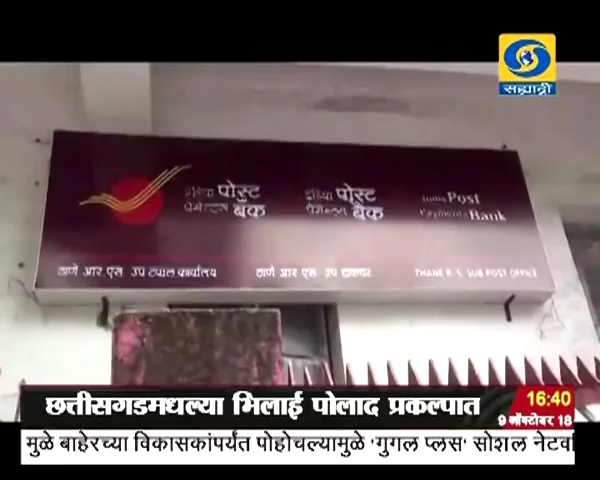 सह्याद्री
इंडिया पोस्ट
पेमेंट्स बैंक
इंडिया पोस्ट
पेमेन्ट्स बैंक
India Post
Payments Bank
ठाणे आर एस उप टपाल कार्यालय
ठाणे आर एस उप डाकघर
THANE R. S. SUB POST OFFICE
छत्तीसगडमधल्या भिलाई पोलाद प्रकल्पात
16:40
9 ऑक्टोबर 18
मुळे बाहेरच्या विकासकांपर्यंत पोहोचल्यामुळे 'गुगल प्लस' सोशल नेटव